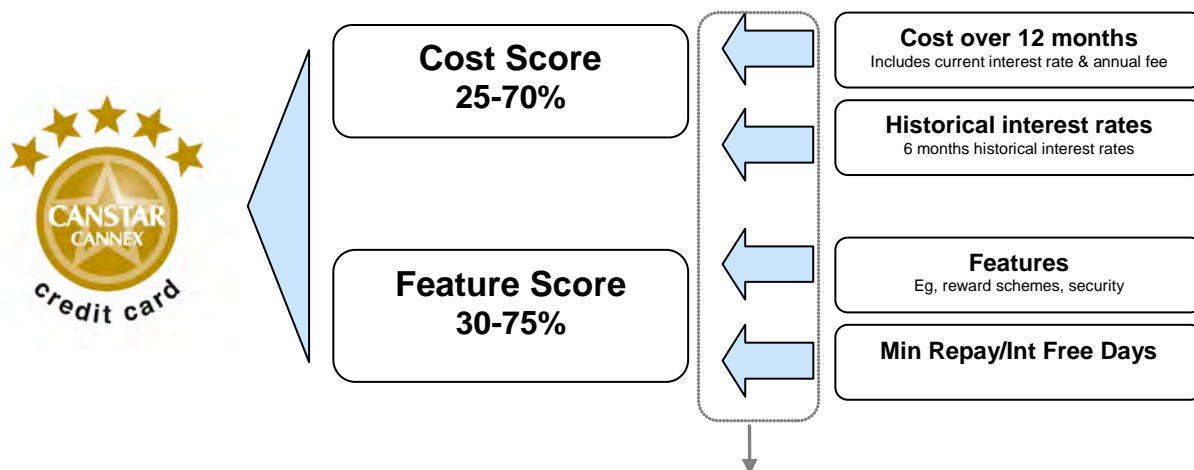 CANSTAR
CANNEX
credit card
Cost Score
25-70%
Feature Score
30-75%
Cost over 12 months
Includes current interest rate & annual fee
Historical interest rates
6 months historical interest rates
Features
Eg, reward schemes, security
Min Repay/Int Free Days